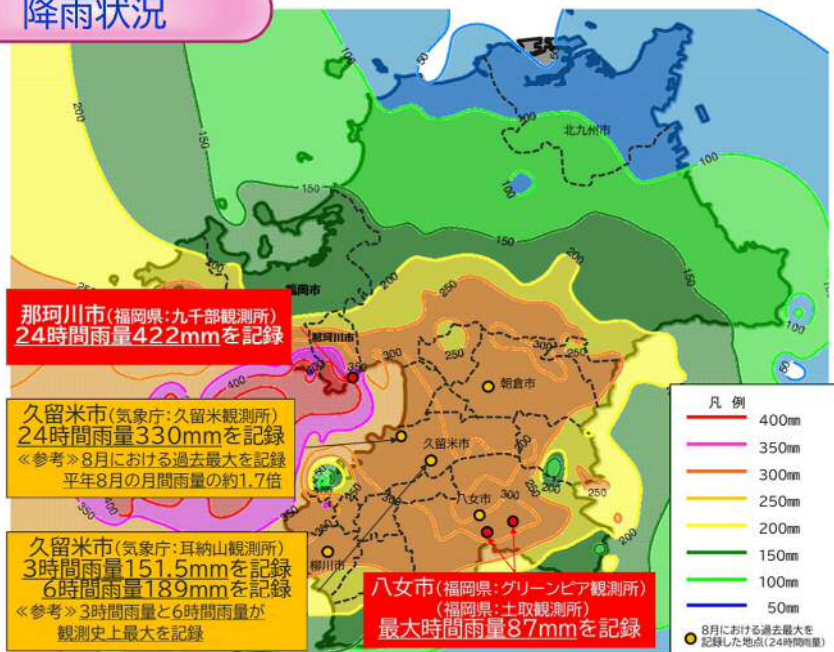 降雨状況
北九州市
福岡市
那珂川市(福岡県:九千部観測所)
24時間雨量422mmを記録
那珂川市
朝倉市
久留米市(気象庁:久留米観測所)
24時間雨量330mmを記録
≪参考≫8月における過去最大を記録
平年8月の月間雨量の約1.7倍
久留米市
八女市
久留米市(気象庁:耳納山観測所)
3時間雨量151.5mmを記録
6時間雨量189mmを記録
≪参考≫3時間雨量と6時間雨量が
観測史上最大を記録
柳川市
八女市(福岡県:グリーンピア観測所)
(福岡県:土取観測所)
最大時間雨量87mmを記録
凡 例
400mm
350mm
300mm
250mm
200mm
150mm
100mm
50mm
8月における過去最大を
記録した地点(24時間雨量)